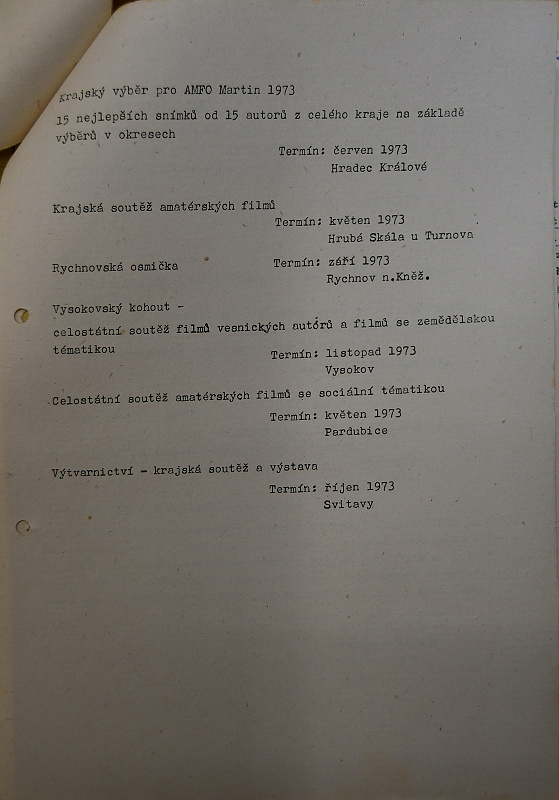 Krajský výběr pro AMFO Martin 1973
15 nejlepších snímků od 15 autorů z celého kraje na základě
výběrů v okresech
Termín: červen 1973
Hradec Králové
Krajská soutěž amatérských filmů
Termín: květen 1973
Hrubá Skála u Turnova
Rychnovská osmička
Termín: září 1973
Rychnov n.Kněž.
Vysokovský kohout -
celostátní soutěž filmů vesnických autórů a filmů se zemědělskou
tématikou
Termín: listopad 1973
Vysokov
Celostátní soutěž amatérských filmů se sociální tématikou
Termín: květen 1973
Pardubice
Výtvarnictví - krajská soutěž a výstava
Termín: říjen 1973
Svitavy